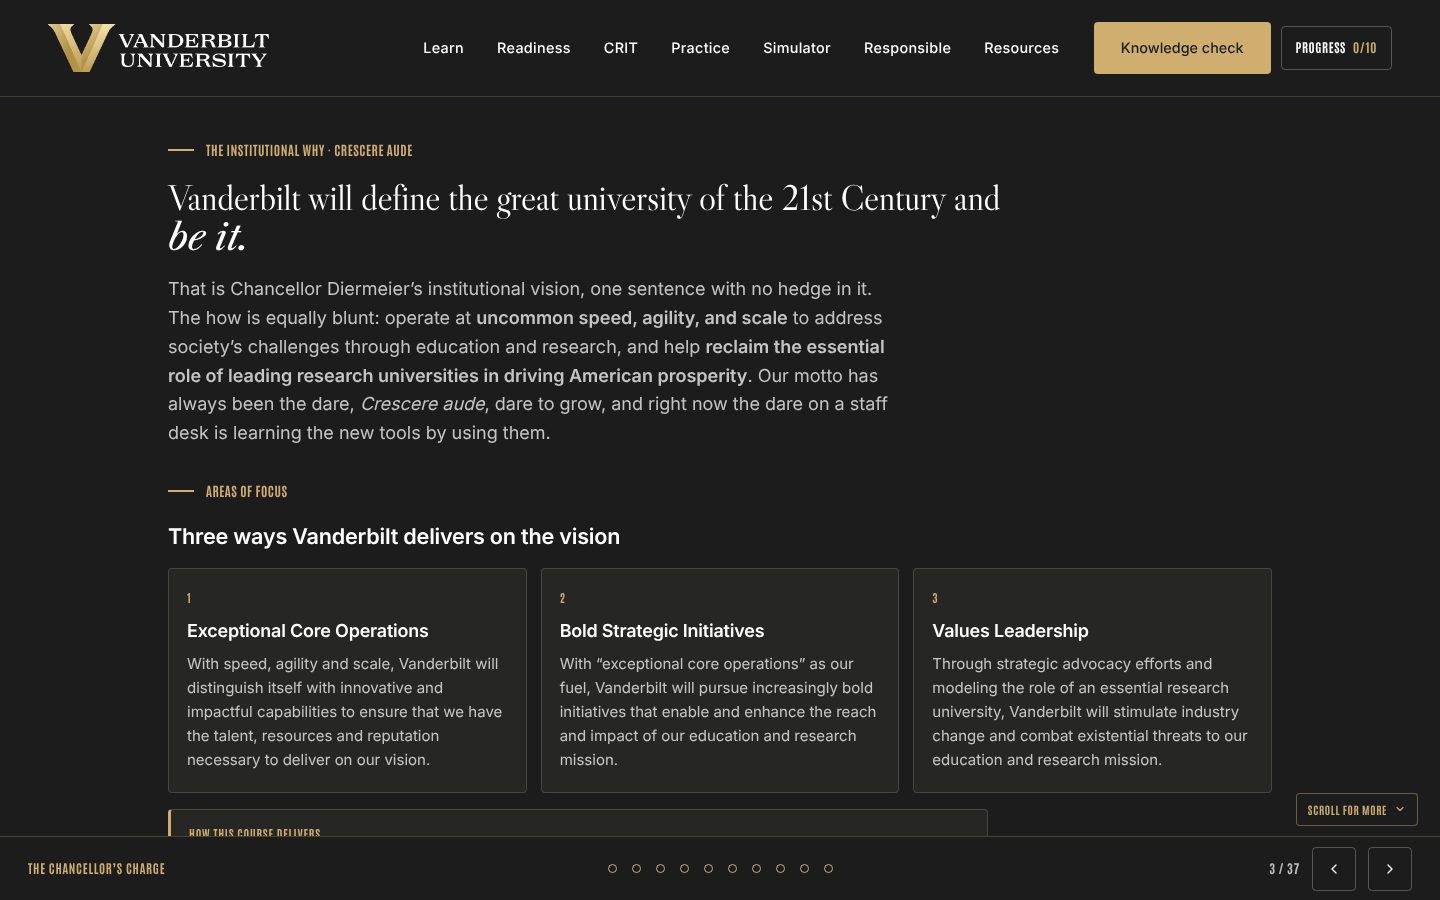 VANDERBILT
UNIVERSITY
Learn
Readiness
CRIT
Practice
Simulator
Responsible
Resources
Knowledge check
PROGRESS 0/10
THE INSTITUTIONAL WHY · CRESCERE AUDE
Vanderbilt will define the great university of the 21st Century and
be it.
That is Chancellor Diermeier’s institutional vision, one sentence with no hedge in it.
The how is equally blunt: operate at uncommon speed, agility, and scale to address
society’s challenges through education and research, and help reclaim the essential
role of leading research universities in driving American prosperity. Our motto has
always been the dare, Crescere aude, dare to grow, and right now the dare on a staff
desk is learning the new tools by using them.
AREAS OF FOCUS
Three ways Vanderbilt delivers on the vision
1
Exceptional Core Operations
With speed, agility and scale, Vanderbilt will
distinguish itself with innovative and
impactful capabilities to ensure that we have
the talent, resources and reputation
necessary to deliver on our vision.
2
Bold Strategic Initiatives
With “exceptional core operations” as our
fuel, Vanderbilt will pursue increasingly bold
initiatives that enable and enhance the reach
and impact of our education and research
mission.
3
Values Leadership
Through strategic advocacy efforts and
modeling the role of an essential research
university, Vanderbilt will stimulate industry
change and combat existential threats to our
education and research mission.
SCROLL FOR MORE
HOW THIS COURSE DELIVERS
THE CHANCELLOR’S CHARGE
3 / 37